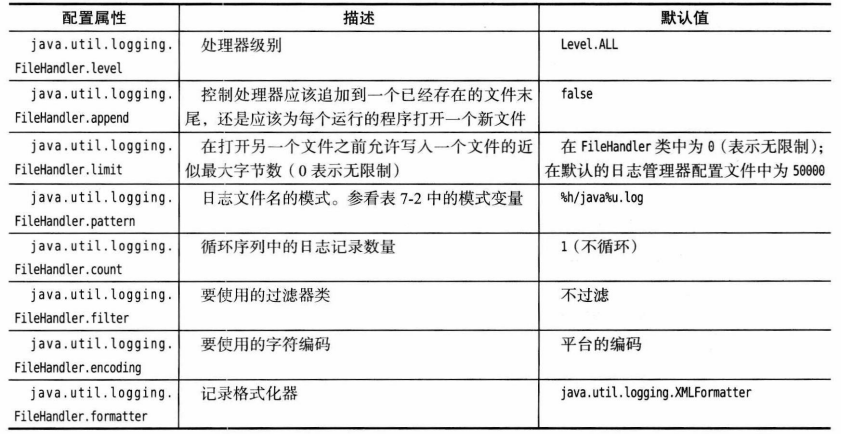 配置属性 描述 默认值
java.util.logging. 处理器级别 Level.ALL
FileHandler.level
java.util.logging. 控制处理器应该追加到一个已经存在的文件末 false
FileHandler.append 尾，还是应该为每个运行的程序打开一个新文件
java.util.logging. 在打开另一个文件之前允许写入一个文件的近 在 FileHandler 类中为 0（表示无限制）；
FileHandler.limit 似最大字节数（0 表示无限制） 在默认的日志管理器配置文件中为 50000
java.util.logging. 日志文件名的模式。参看表 7-2 中的模式变量 %h/java%u.log
FileHandler.pattern
java.util.logging. 循环序列中的日志记录数量 1（不循环）
FileHandler.count
java.util.logging. 要使用的过滤器类 不过滤
FileHandler.filter
java.util.logging. 要使用的字符编码 平台的编码
FileHandler.encoding
java.util.logging. 记录格式化器 java.util.logging.XMLFormatter
FileHandler.formatter